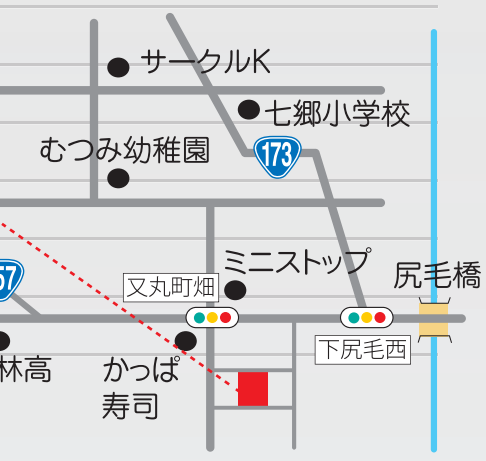 サークルK
七郷小学校
むつみ幼稚園
173
ミニストップ
尻毛橋
57
又丸町畑
下尻毛西
林高
かっぱ
寿司